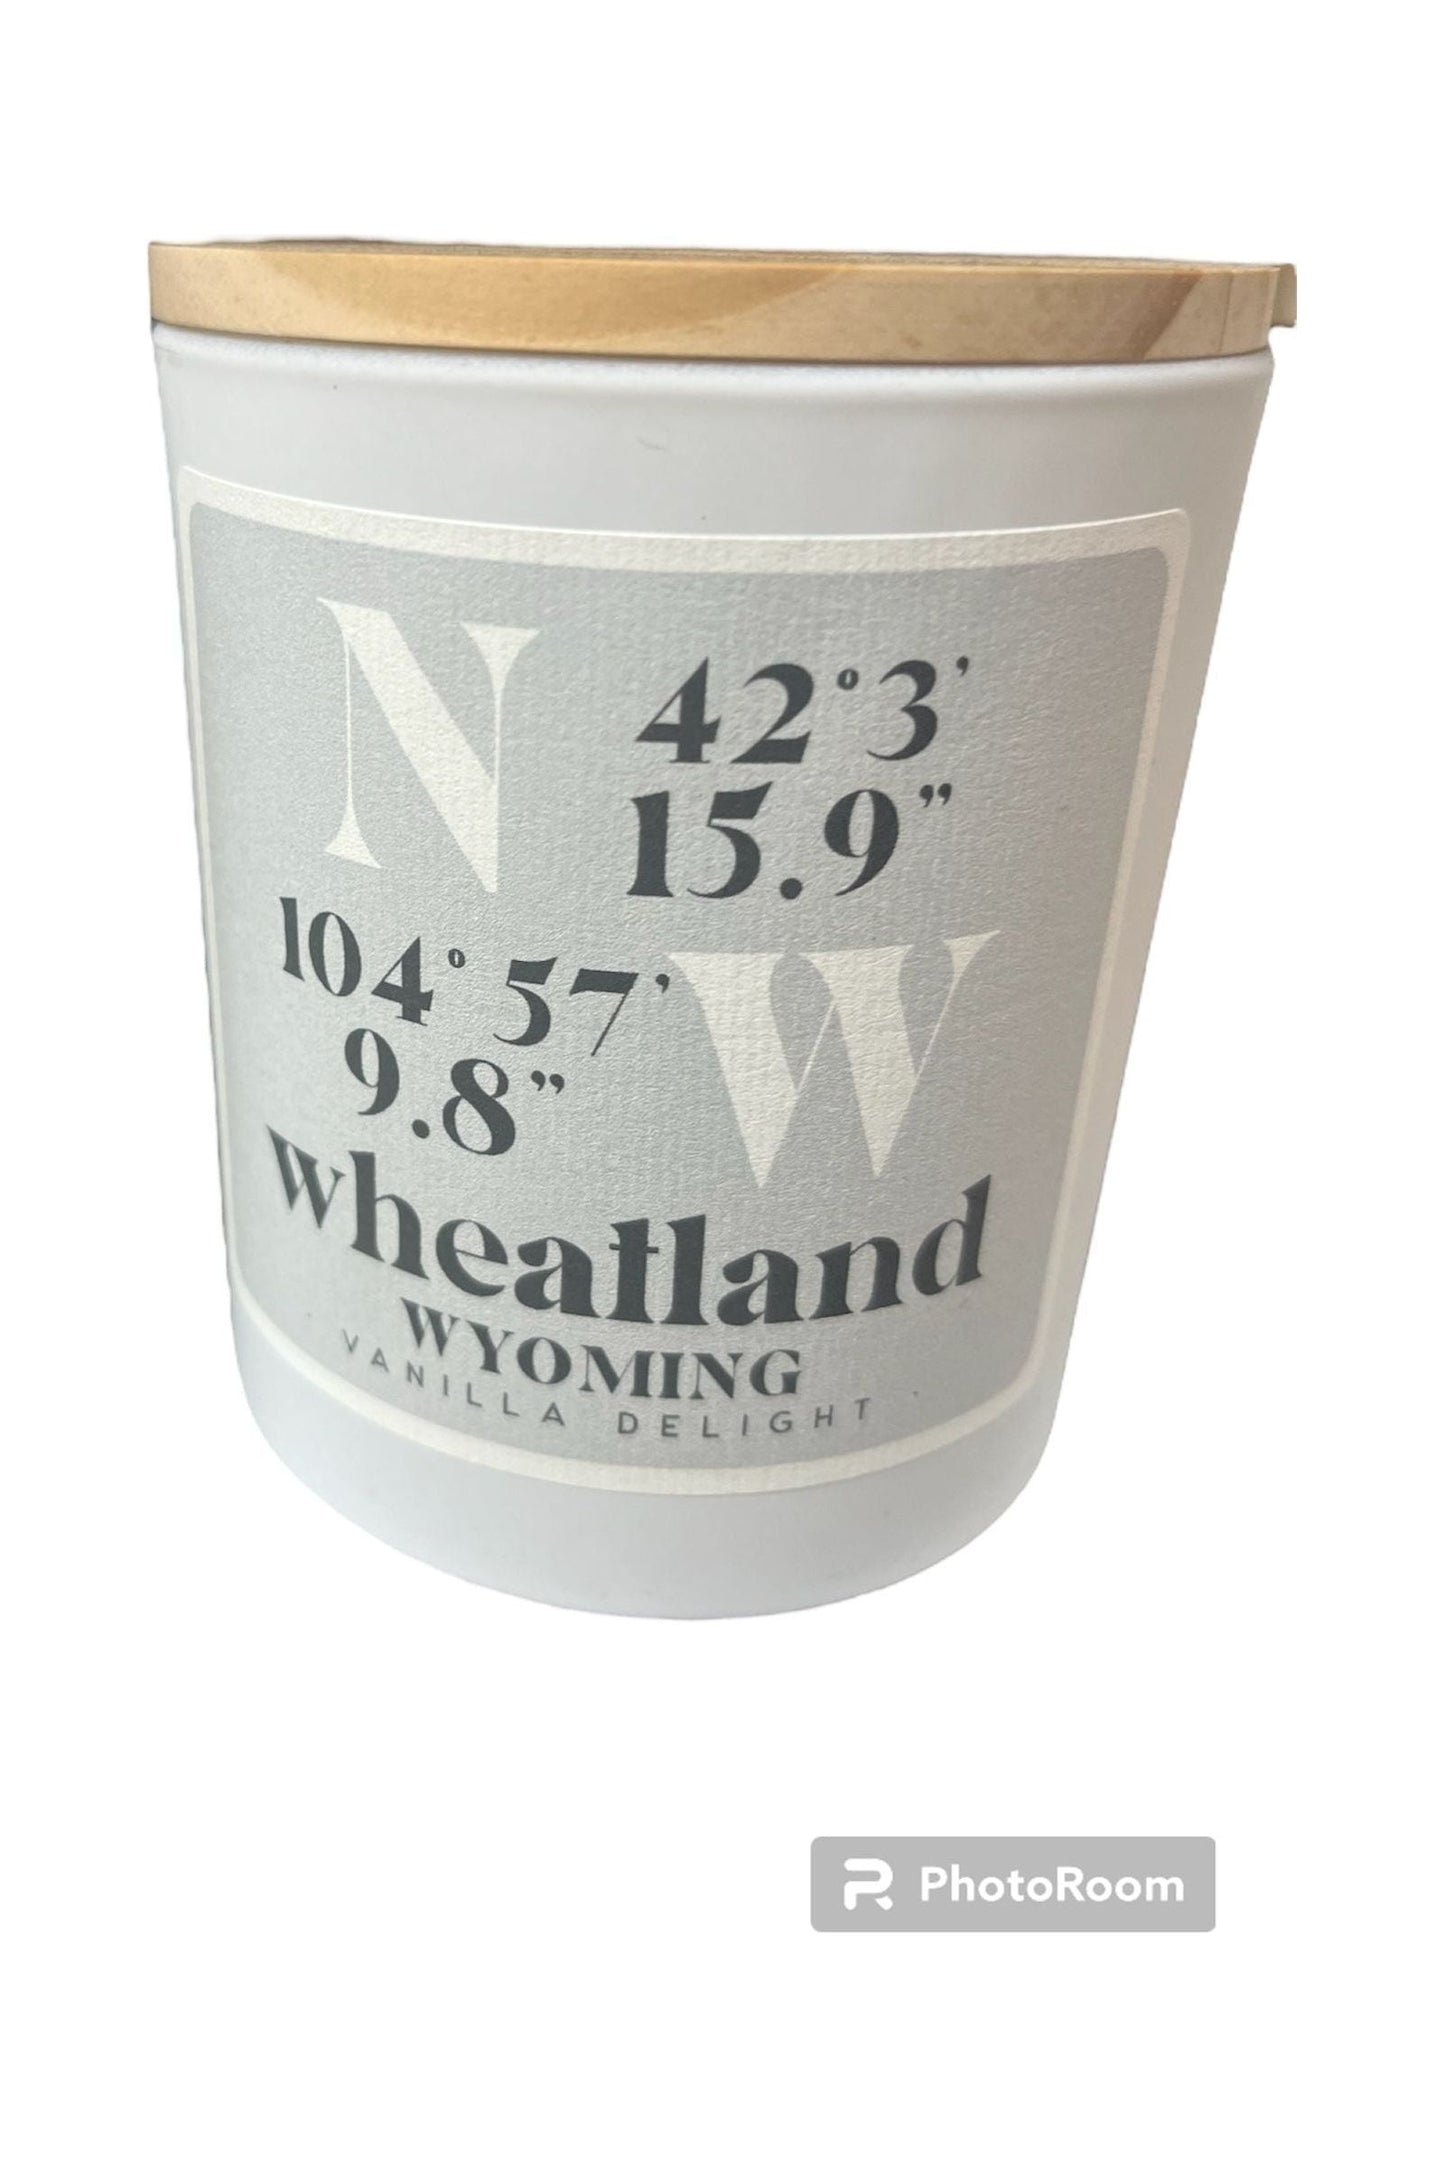 N 42°3'
15.9”
104° 57' W
9.8”
wheatland
WYOMING
VANILLA DELIGHT
PhotoRoom